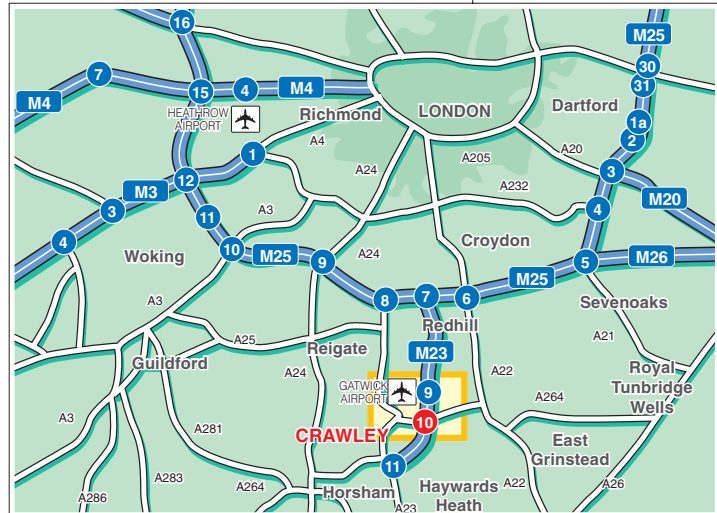 16
M25
7
30
15
4
M4
31
M4
HEATHROW
AIRPORT
Richmond
LONDON
Dartford
1a
2
A4
1
A20
A24
A205
3
12
M3
A232
3
M20
11
A3
4
4
Woking
10
M25
9
A24
Croydon
5
M26
M25
A3
8
7
6
Sevenoaks
Redhill
A25
Reigate
M23
A21
Guildford
A24
A22
Royal
Tunbridge
Wells
GATWICK
AIRPORT
9
A264
A3
A281
CRAWLEY
10
East
Grinstead
11
A283
A264
Horsham
Haywards
Heath
A22
A26
A286
A23